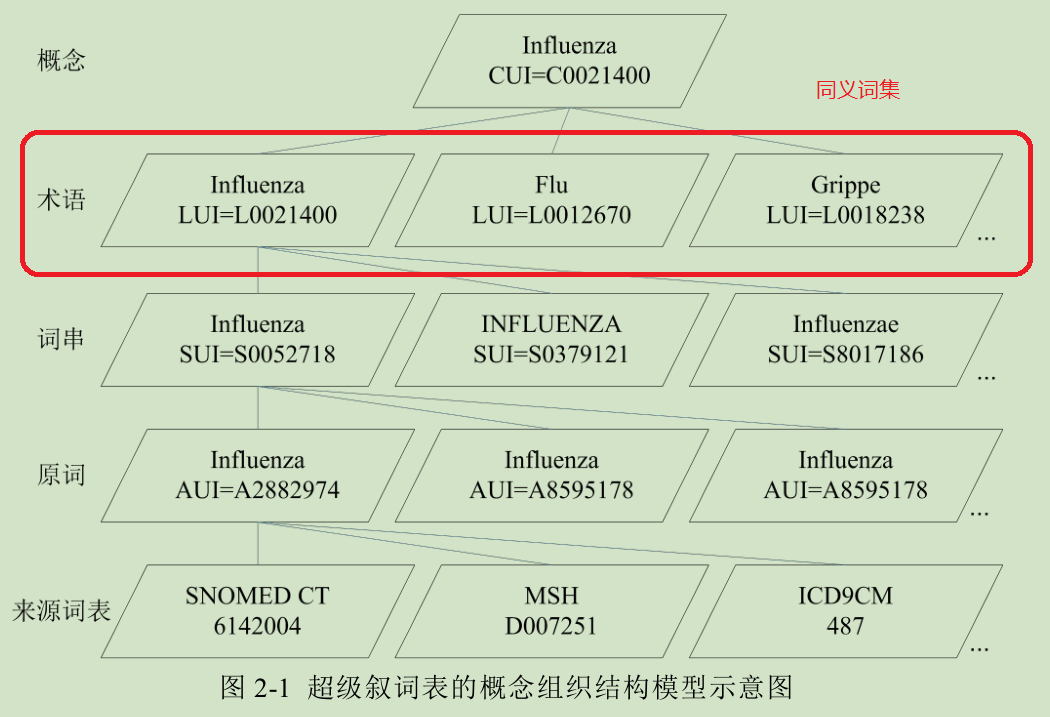 概念
Influenza
CUI=C0021400
同义词集
术语
Influenza
LUI=L0021400
Flu
LUI=L0012670
Grippe
LUI=L0018238
...
词串
Influenza
SUI=S0052718
INFLUENZA
SUI=S0379121
Influenzae
SUI=S8017186
...
原词
Influenza
AUI=A2882974
Influenza
AUI=A8595178
Influenza
AUI=A8595178
...
来源词表
SNOMED CT
6142004
MSH
D007251
ICD9CM
487
...
图 2-1 超级叙词表的概念组织结构模型示意图